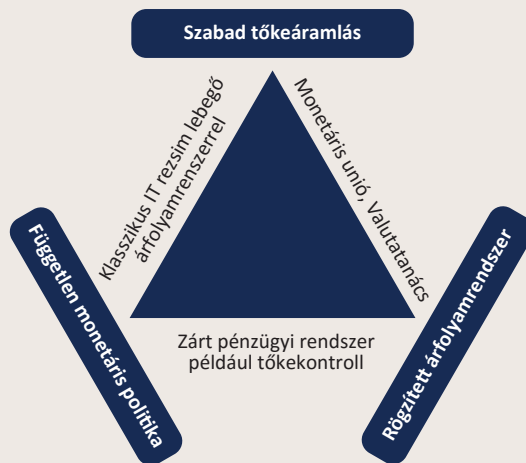 Szabad tőkeáramlás
Klasszikus IT rezsim lebegő
árfolyamrenszerrel
Monetáris unió, Valutatanács
Független monetáris politika
Zárt pénzügyi rendszer
például tőkekontroll
Rögzített árfolyamrendszer